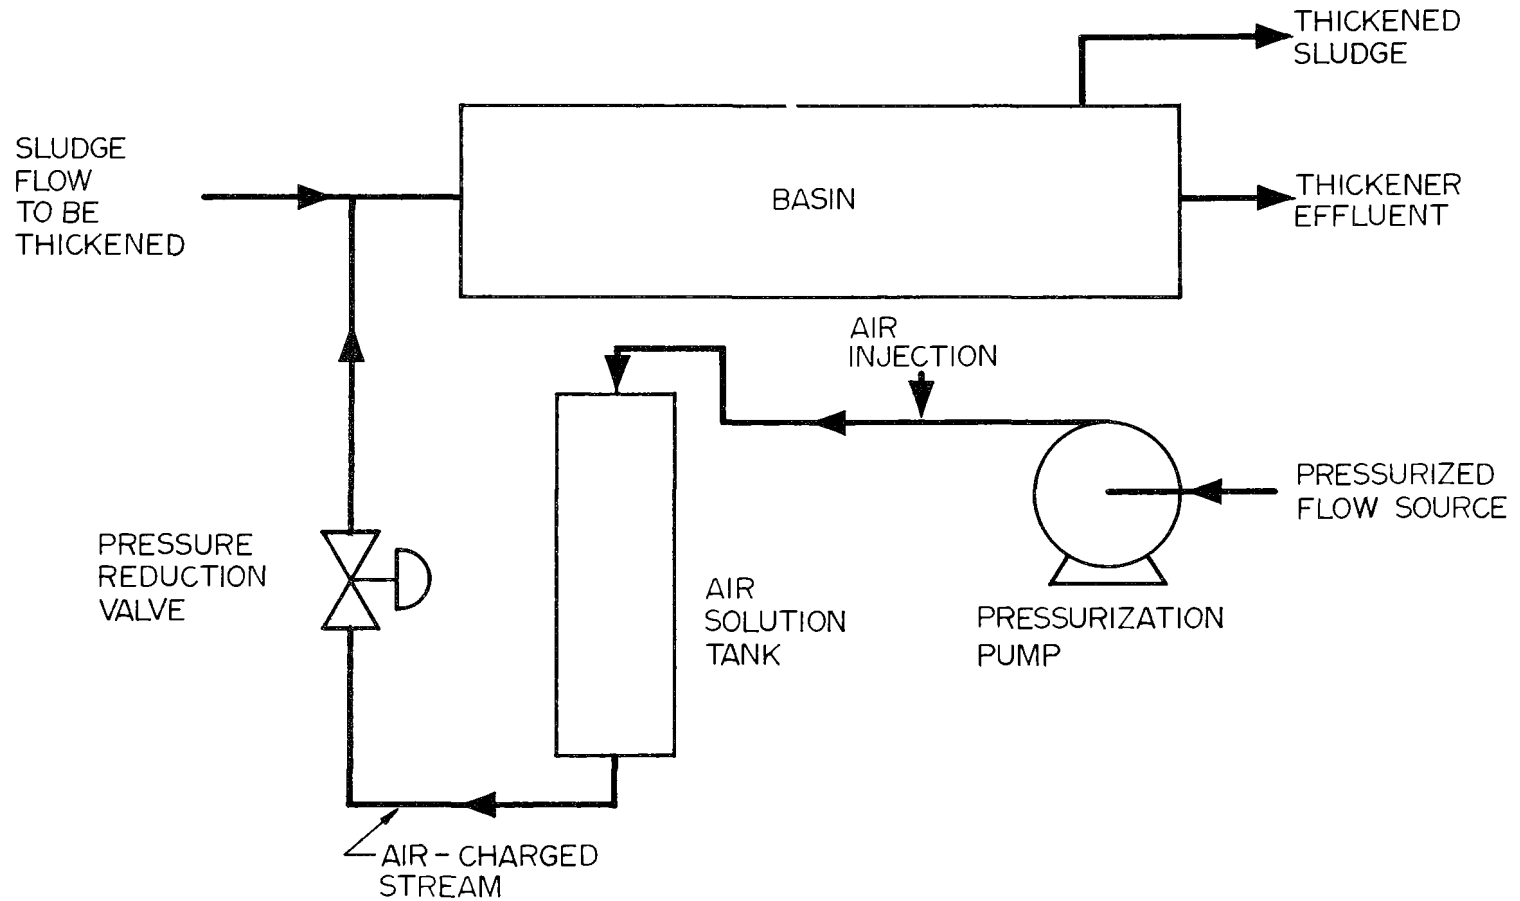 THICKENED
SLUDGE
SLUDGE
FLOW
TO BE
THICKENED
BASIN
THICKENER
EFFLUENT
AIR
INJECTION
PRESSURIZED
FLOW SOURCE
PRESSURE
REDUCTION
VALVE
AIR
SOLUTION
TANK
PRESSURIZATION
PUMP
AIR-CHARGED
STREAM